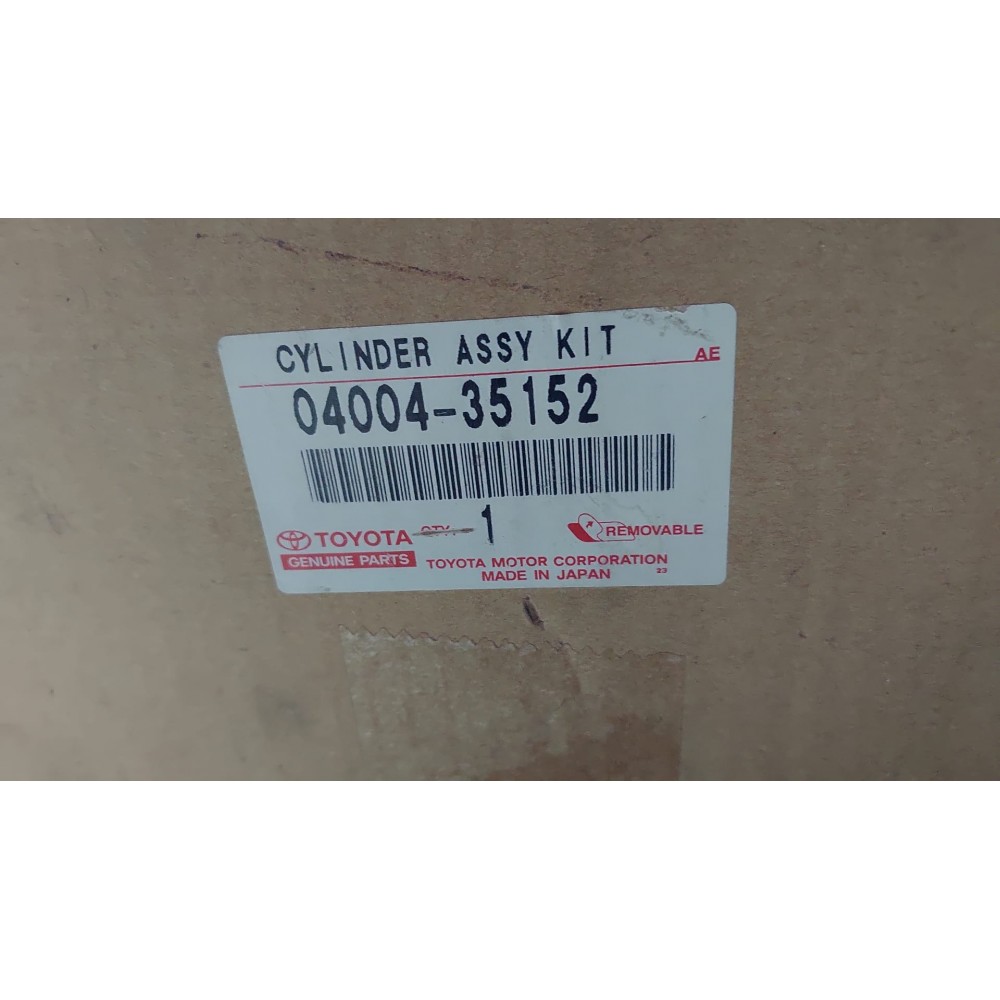 CYLINDER ASSY KIT
AE
04004-35152
TOYOTA QTY. 1
REMOVABLE
GENUINE PARTS
TOYOTA MOTOR CORPORATION
MADE IN JAPAN 23